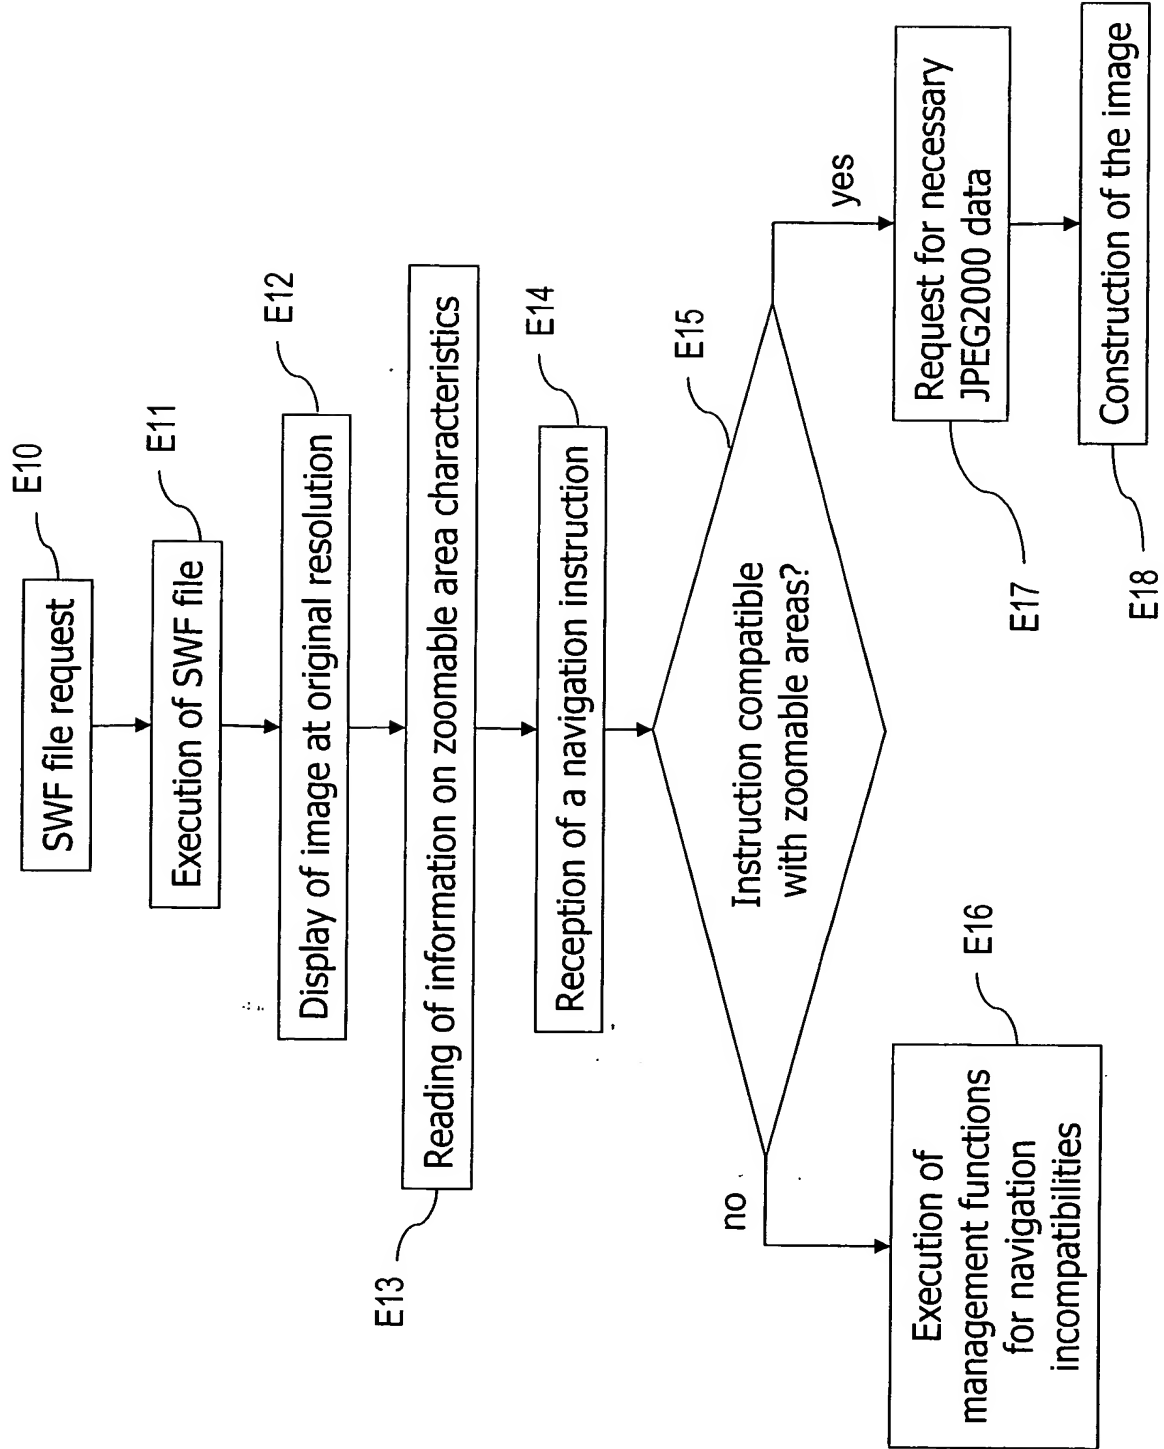 SWF file request
E10
Execution of SWF file
E11
Display of image at original resolution
E12
Reading of information on zoomable area characteristics
E13
Reception of a navigation instruction
E14
Instruction compatible
with zoomable areas?
E15
no
yes
Execution of
management functions
for navigation
incompatibilities
E16
Request for necessary
JPEG2000 data
E17
Construction of the image
E18